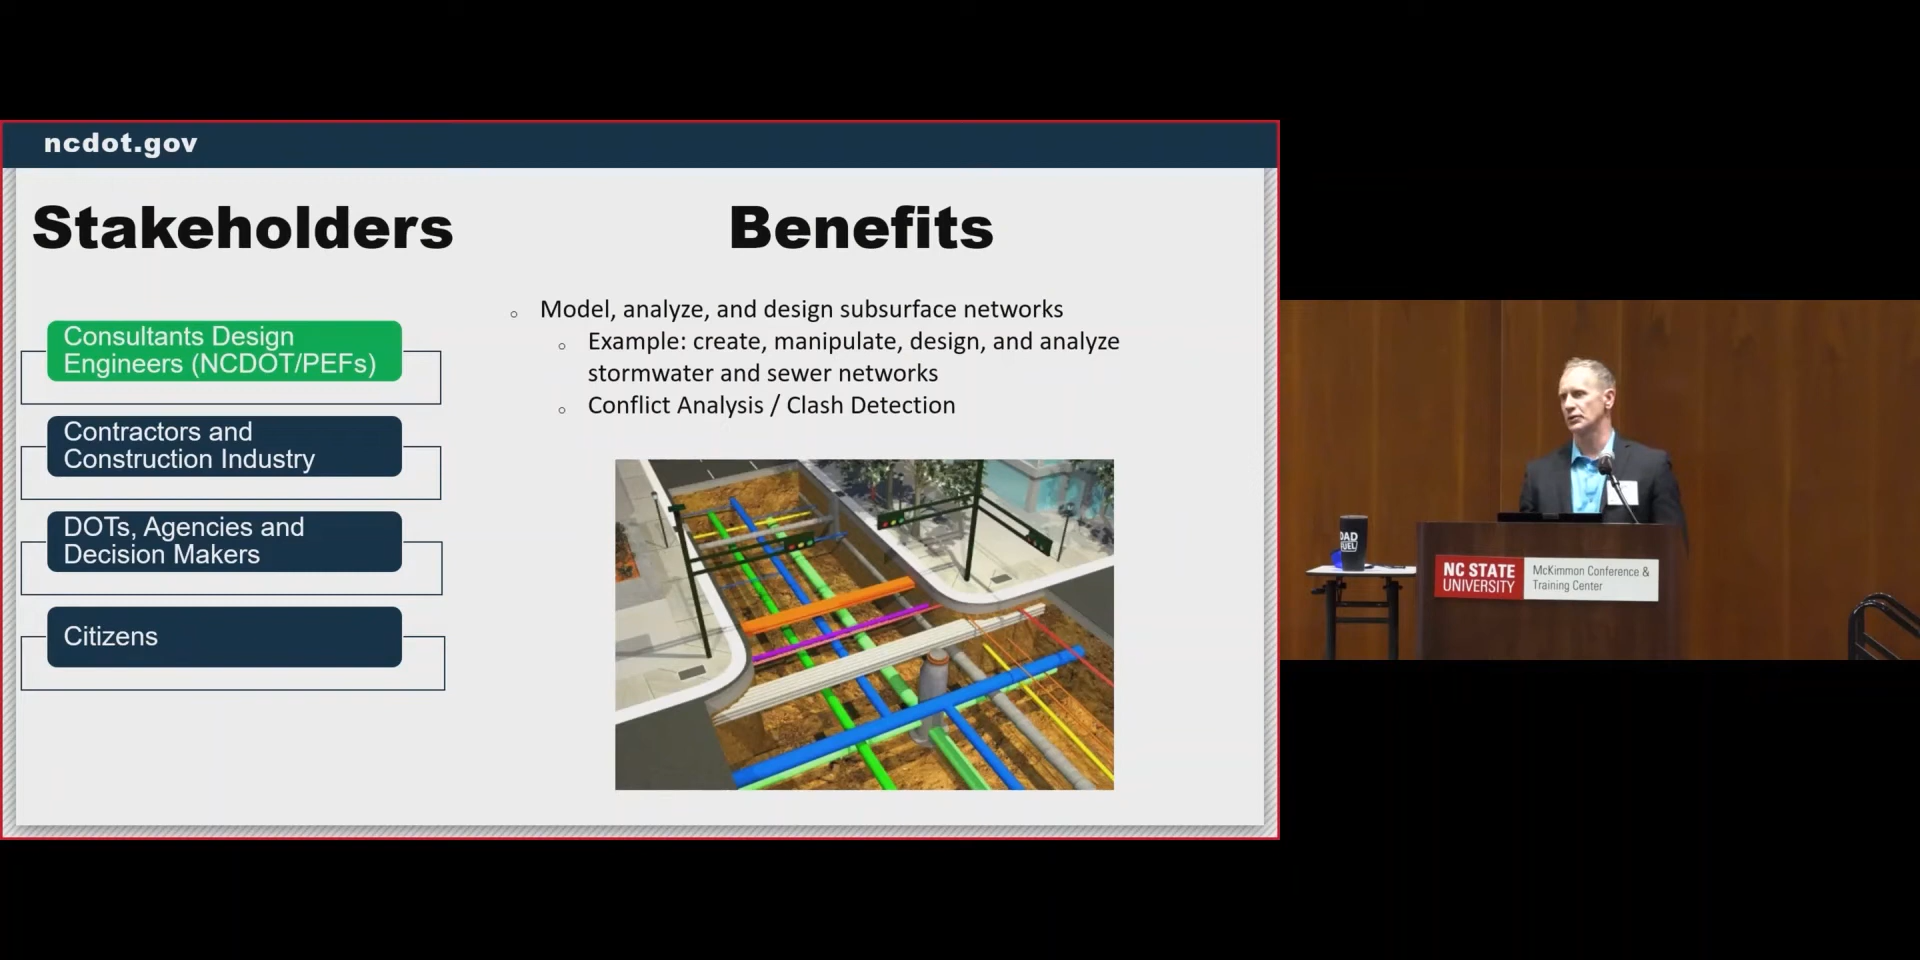 ncdot.gov
Stakeholders
Benefits
Consultants Design
Engineers (NCDOT/PEFs)
Contractors and
Construction Industry
DOTs, Agencies and
Decision Makers
Citizens
Model, analyze, and design subsurface networks
Example: create, manipulate, design, and analyze
stormwater and sewer networks
Conflict Analysis / Clash Detection
DAD
FUEL
NC STATE
UNIVERSITY
McKimmon Conference &
Training Center